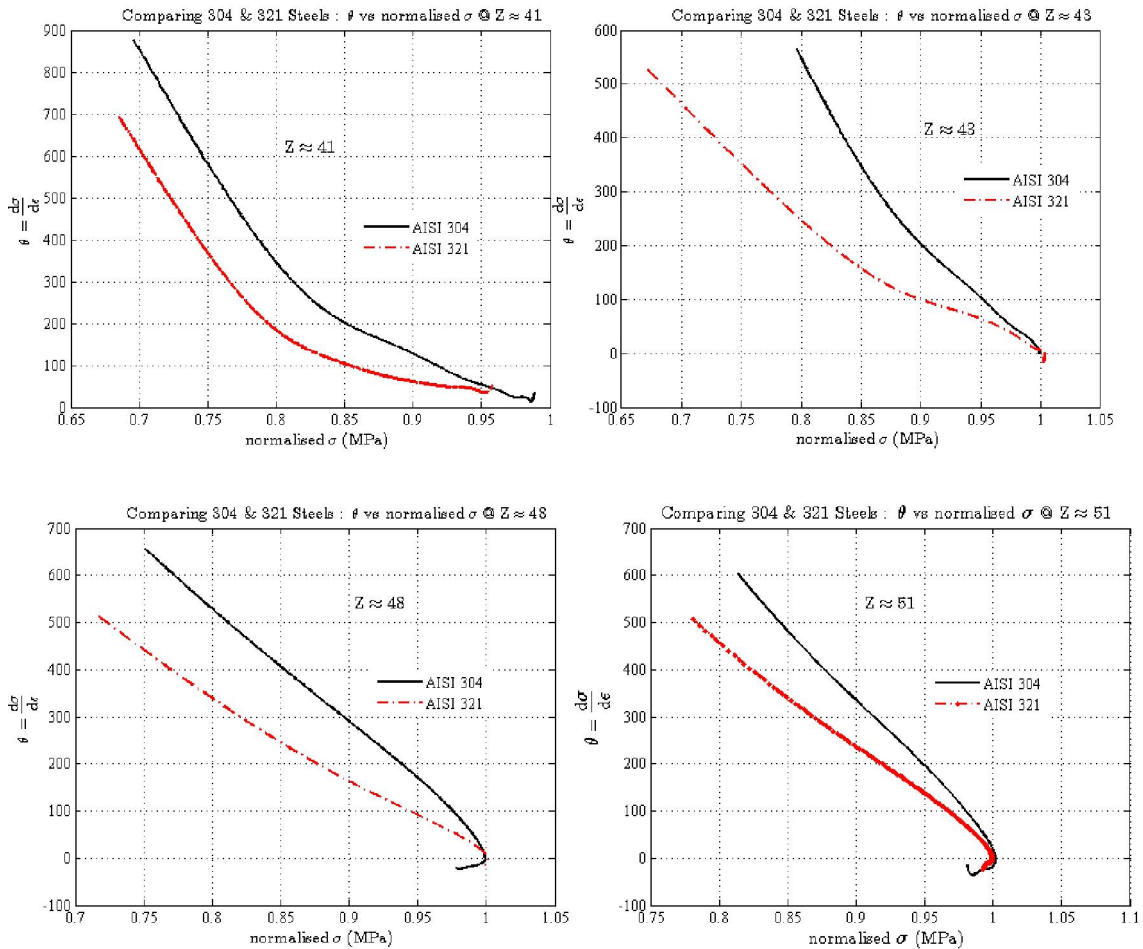 Comparing 304 & 321 Steels : θ vs normalised σ @ Z ≈ 41
900
800
700
600
500
400
300
200
100
0
θ = dσ/dϵ
Z ≈ 41
AISI 304
AISI 321
0.65 0.7 0.75 0.8 0.85 0.9 0.95 1
normalised σ (MPa)
Comparing 304 & 321 Steels : θ vs normalised σ @ Z ≈ 43
600
500
400
300
200
100
0
-100
θ = dσ/dϵ
Z ≈ 43
AISI 304
AISI 321
0.65 0.7 0.75 0.8 0.85 0.9 0.95 1 1.05
normalised σ (MPa)
Comparing 304 & 321 Steels : θ vs normalised σ @ Z ≈ 48
700
600
500
400
300
200
100
0
-100
θ = dσ/dϵ
Z ≈ 48
AISI 304
AISI 321
0.7 0.75 0.8 0.85 0.9 0.95 1 1.05
normalised σ (MPa)
Comparing 304 & 321 Steels : θ vs normalised σ @ Z ≈ 51
700
600
500
400
300
200
100
0
-100
θ = dσ/dϵ
Z ≈ 51
AISI 304
AISI 321
0.75 0.8 0.85 0.9 0.95 1 1.05 1.1
normalised σ (MPa)